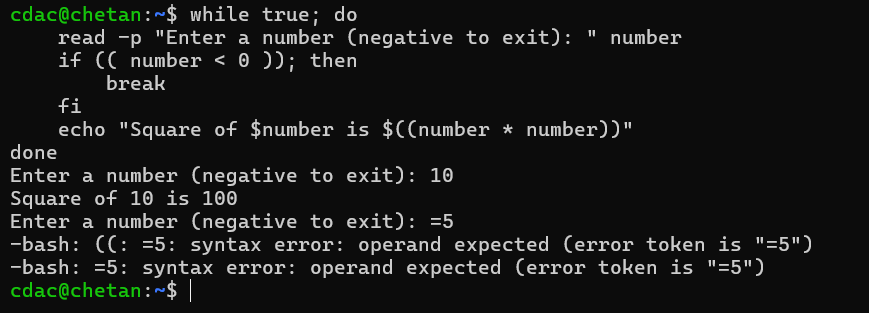 cdac@chetan:~$ while true; do
    read -p "Enter a number (negative to exit): " number
    if (( number < 0 )); then
        break
    fi
    echo "Square of $number is $((number * number))"
done
Enter a number (negative to exit): 10
Square of 10 is 100
Enter a number (negative to exit): =5
-bash: ((: =5: syntax error: operand expected (error token is "=5")
-bash: =5: syntax error: operand expected (error token is "=5")
cdac@chetan:~$